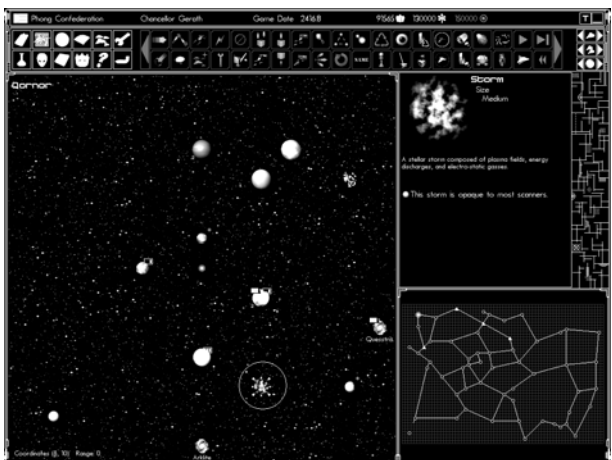 Phong Confederation Chancellor Gerath Game Date 2416.8 91565 130000 150000
Qornor
Storm
Size
Medium
A stellar storm composed of plasma fields, energy
discharges, and electro-static gasses.
This storm is opaque to most scanners.
Coordinates (8, 10) Range: 0